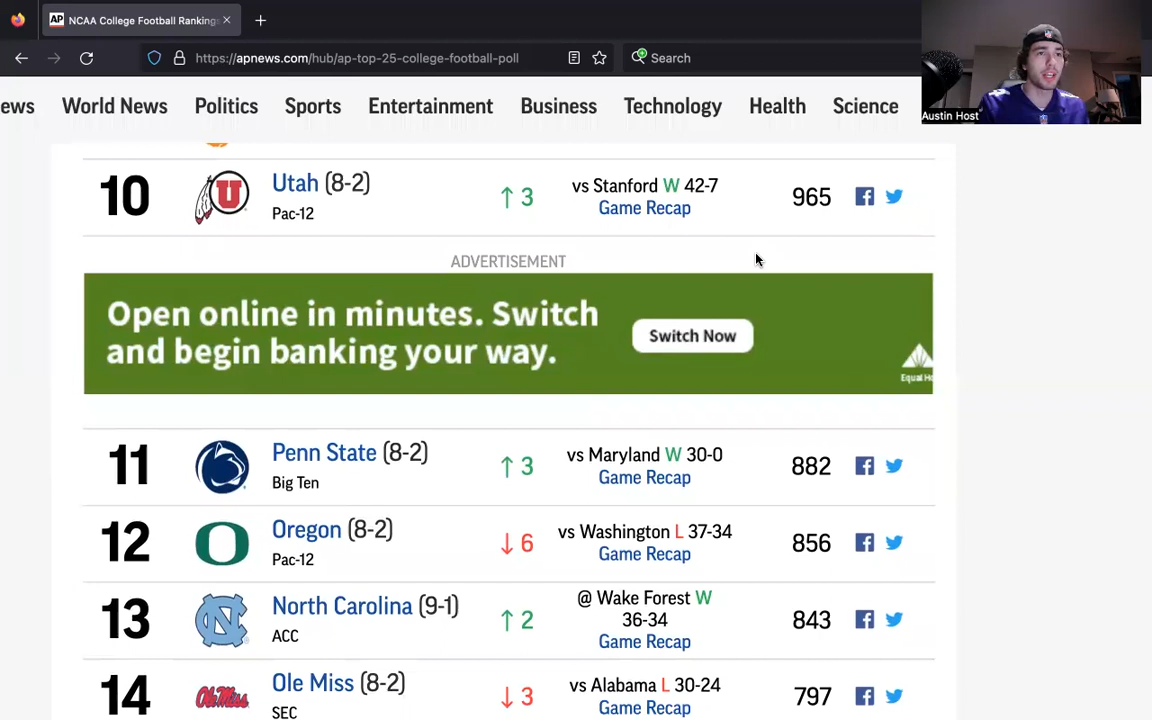 NCAA College Football Ranking
https://apnews.com/hub/ap-top-25-college-football-poll
Search
Austin Host
ews World News Politics Sports Entertainment Business Technology Health Science
10 Utah (8-2) ↑ 3 vs Stanford W 42-7 965
Pac-12 Game Recap
ADVERTISEMENT
Open online in minutes. Switch
and begin banking your way.
Switch Now
Equal Ho
11 Penn State (8-2) ↑ 3 vs Maryland W 30-0 882
Big Ten Game Recap
12 Oregon (8-2) ↓ 6 vs Washington L 37-34 856
Pac-12 Game Recap
13 North Carolina (9-1) ↑ 2 @ Wake Forest W 843
36-34
ACC Game Recap
14 Ole Miss (8-2) ↓ 3 vs Alabama L 30-24 797
SEC Game Recap